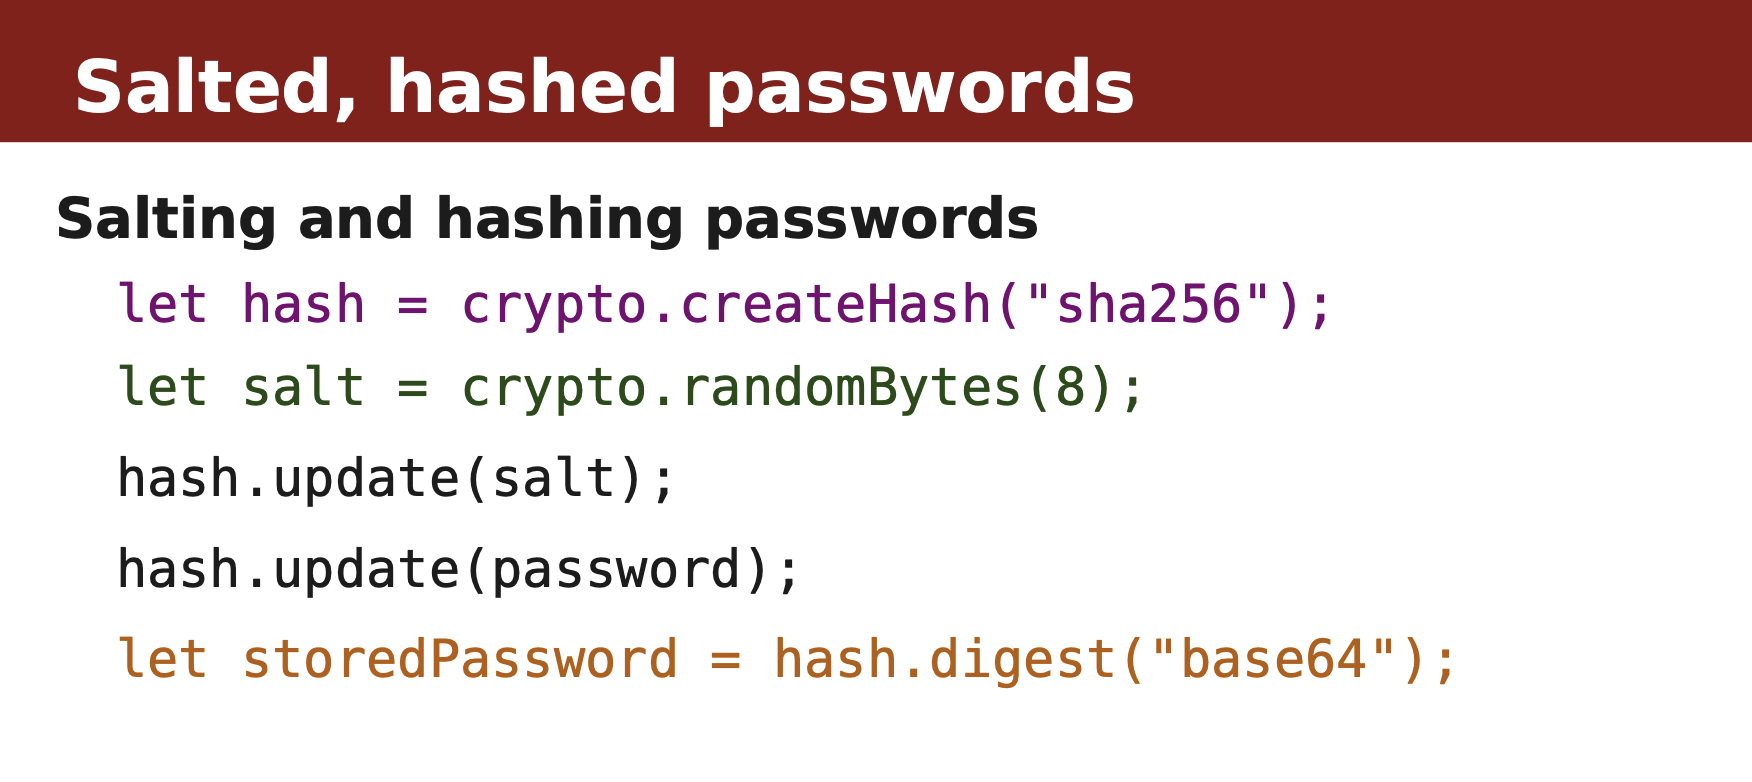 Salted, hashed passwords
Salting and hashing passwords
let hash = crypto.createHash("sha256");
let salt = crypto.randomBytes(8);
hash.update(salt);
hash.update(password);
let storedPassword = hash.digest("base64");